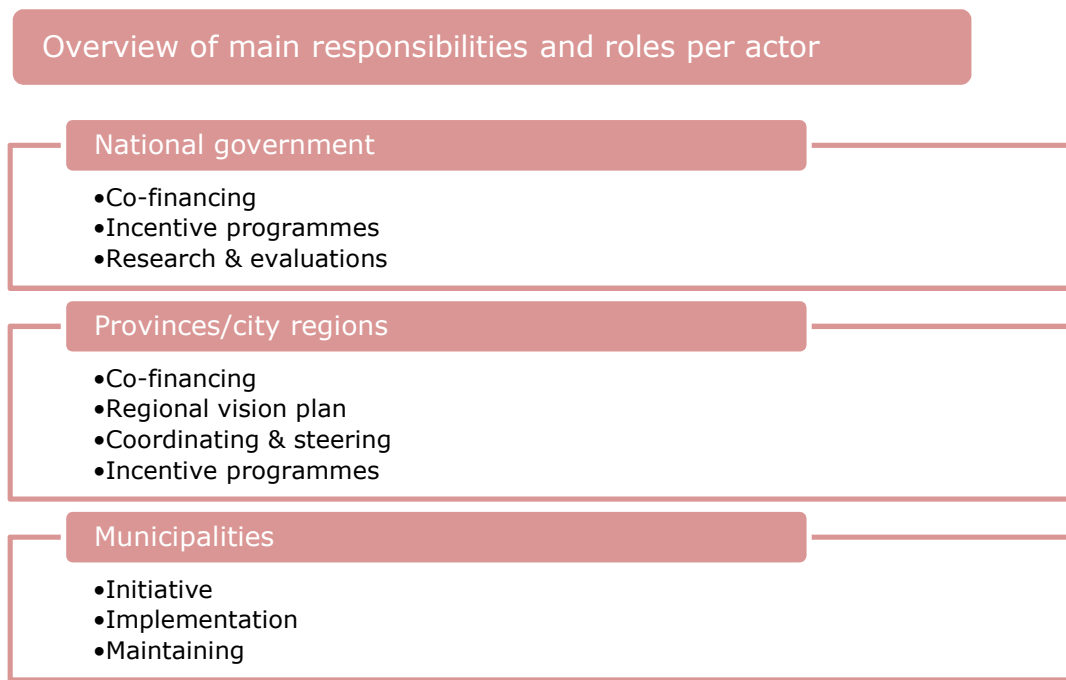 Overview of main responsibilities and roles per actor
National government
•Co-financing
•Incentive programmes
•Research & evaluations
Provinces/city regions
•Co-financing
•Regional vision plan
•Coordinating & steering
•Incentive programmes
Municipalities
•Initiative
•Implementation
•Maintaining